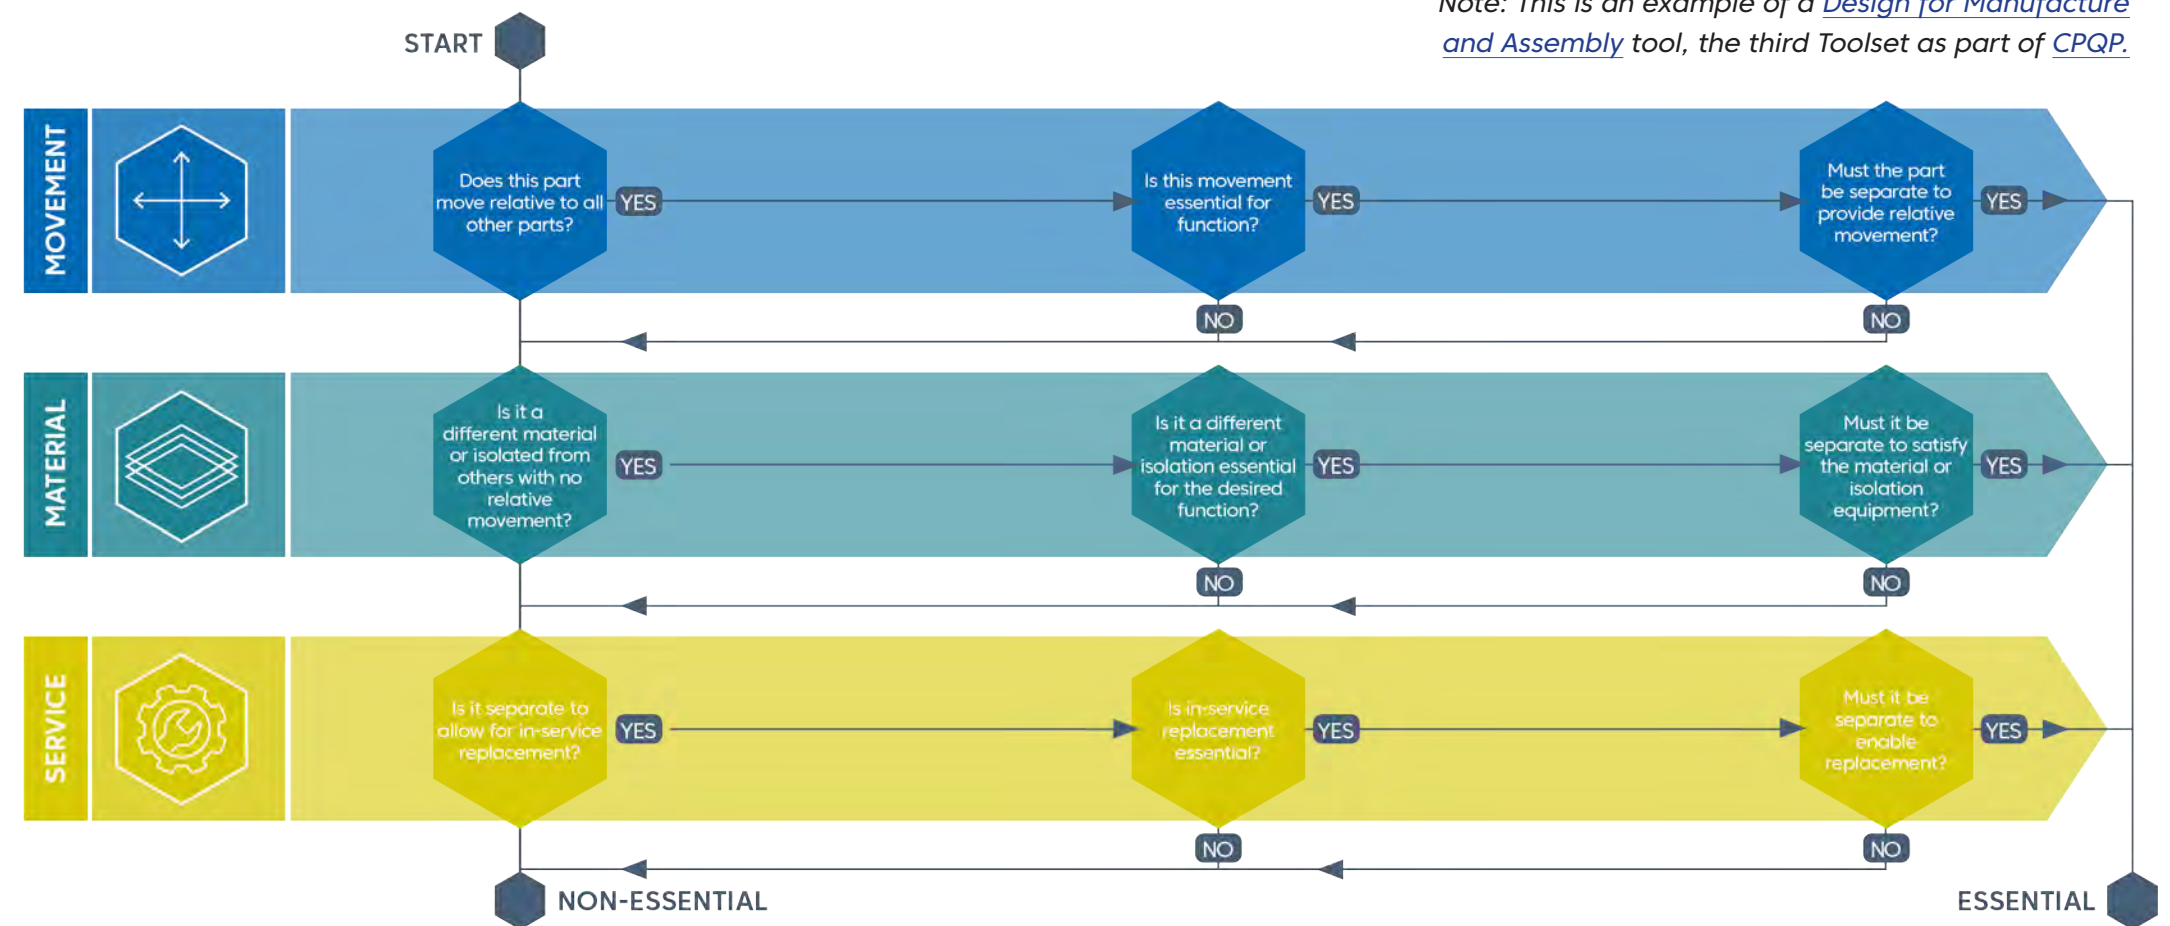 Note: This is an example of a Design for Manufacture
and Assembly tool, the third Toolset as part of CPQP.
START
MOVEMENT
Does this part
move relative to all
other parts?
YES
Is this movement
essential for
function?
YES
Must the part
be separate to
provide relative
movement?
YES
NO
NO
MATERIAL
Is it a
different material
or isolated from
others with no
relative
movement?
YES
Is it a different
material or
isolation essential
for the desired
function?
YES
Must it be
separate to satisfy
the material or
isolation
equipment?
YES
NO
NO
SERVICE
Is it separate to
allow for in-service
replacement?
YES
Is in-service
replacement
essential?
YES
Must it be
separate to
enable
replacement?
YES
NO
NO
NON-ESSENTIAL
ESSENTIAL